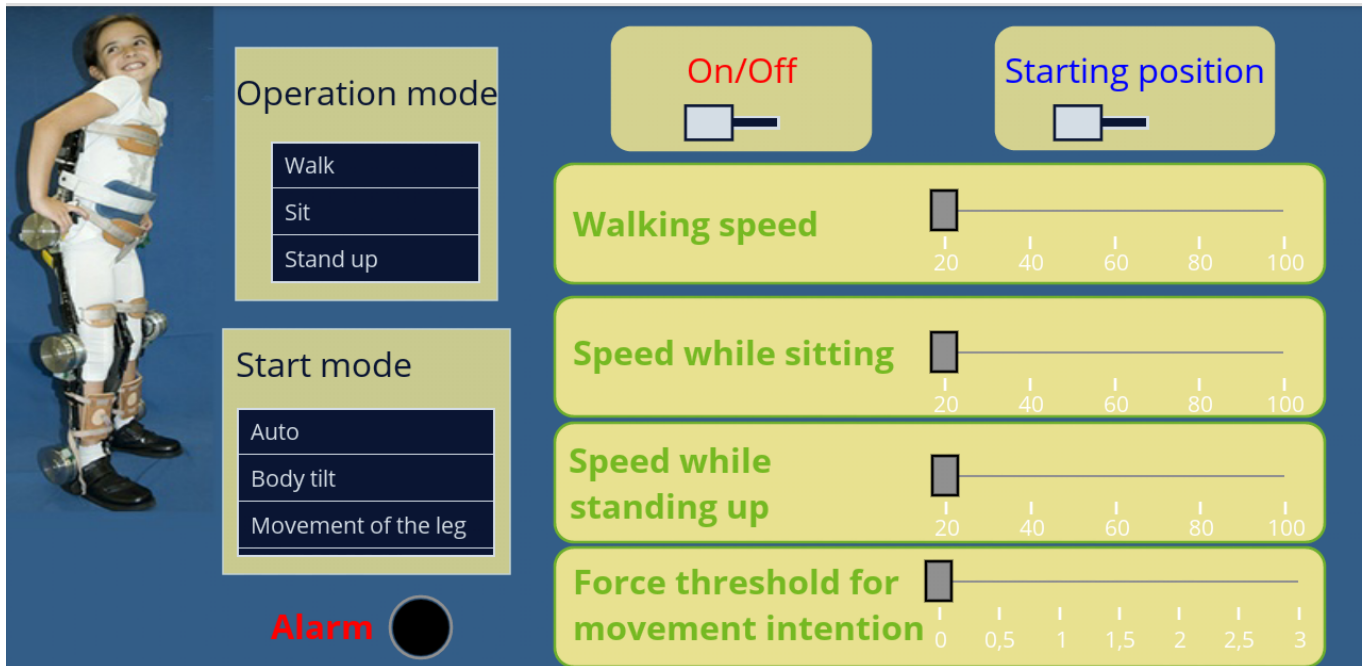 Operation mode
Walk
Sit
Stand up
Start mode
Auto
Body tilt
Movement of the leg
Alarm
On/Off
Starting position
Walking speed
20 40 60 80 100
Speed while sitting
20 40 60 80 100
Speed while
standing up
20 40 60 80 100
Force threshold for
movement intention
0 0,5 1 1,5 2 2,5 3